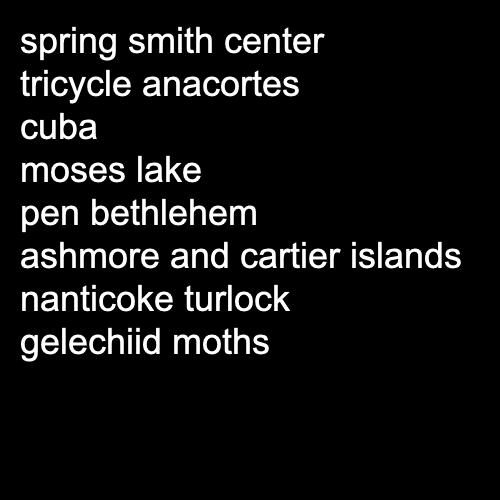 spring smith center
tricycle anacortes
cuba
moses lake
pen bethlehem
ashmore and cartier islands
nanticoke turlock
gelechiid moths